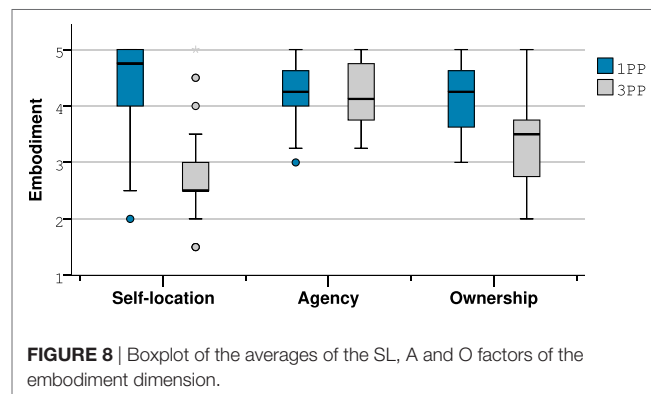 5
4
3
2
1
Embodiment
1PP
3PP
Self-location Agency Ownership
FIGURE 8 | Boxplot of the averages of the SL, A and O factors of the
embodiment dimension.